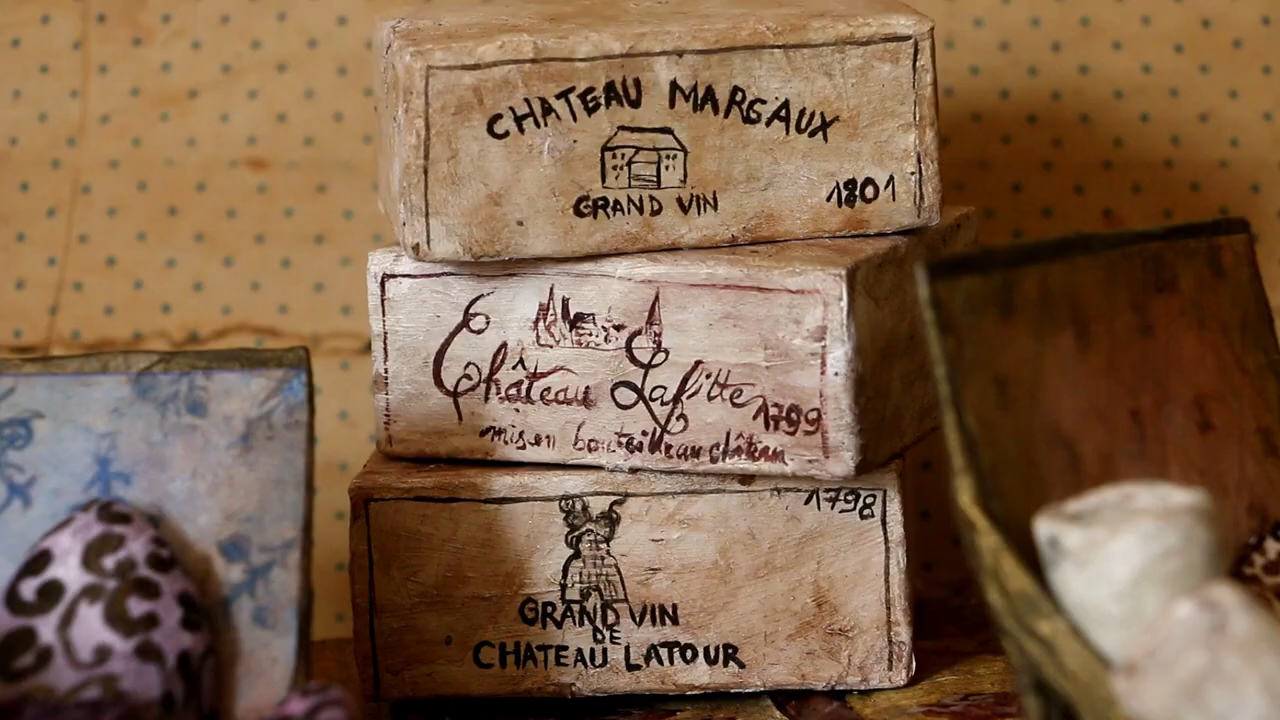 CHATEAU MARGAUX
GRAND VIN
1801
Château Lafitte
1799
mis en bouteille au château
1798
GRAND VIN
DE
CHATEAU LATOUR